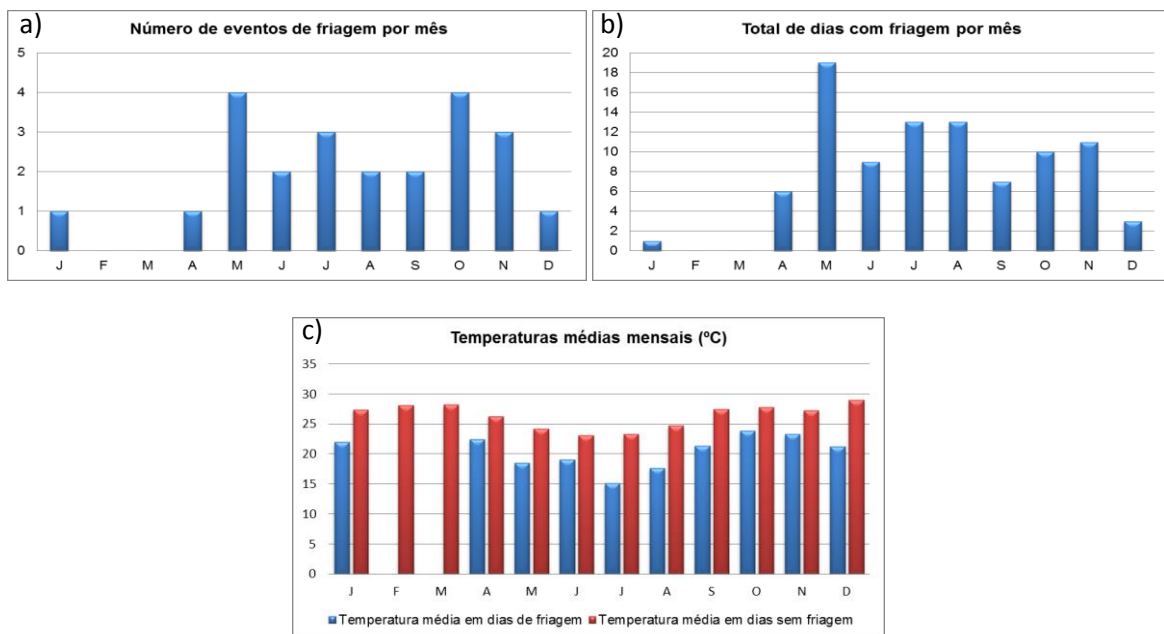 a)
Número de eventos de friagem por mês
5
4
3
2
1
0
J F M A M J J A S O N D
b)
Total de dias com friagem por mês
20
18
16
14
12
10
8
6
4
2
0
J F M A M J J A S O N D
c)
Temperaturas médias mensais (ºC)
35
30
25
20
15
10
5
0
J F M A M J J A S O N D
Temperatura média em dias de friagem Temperatura média em dias sem friagem